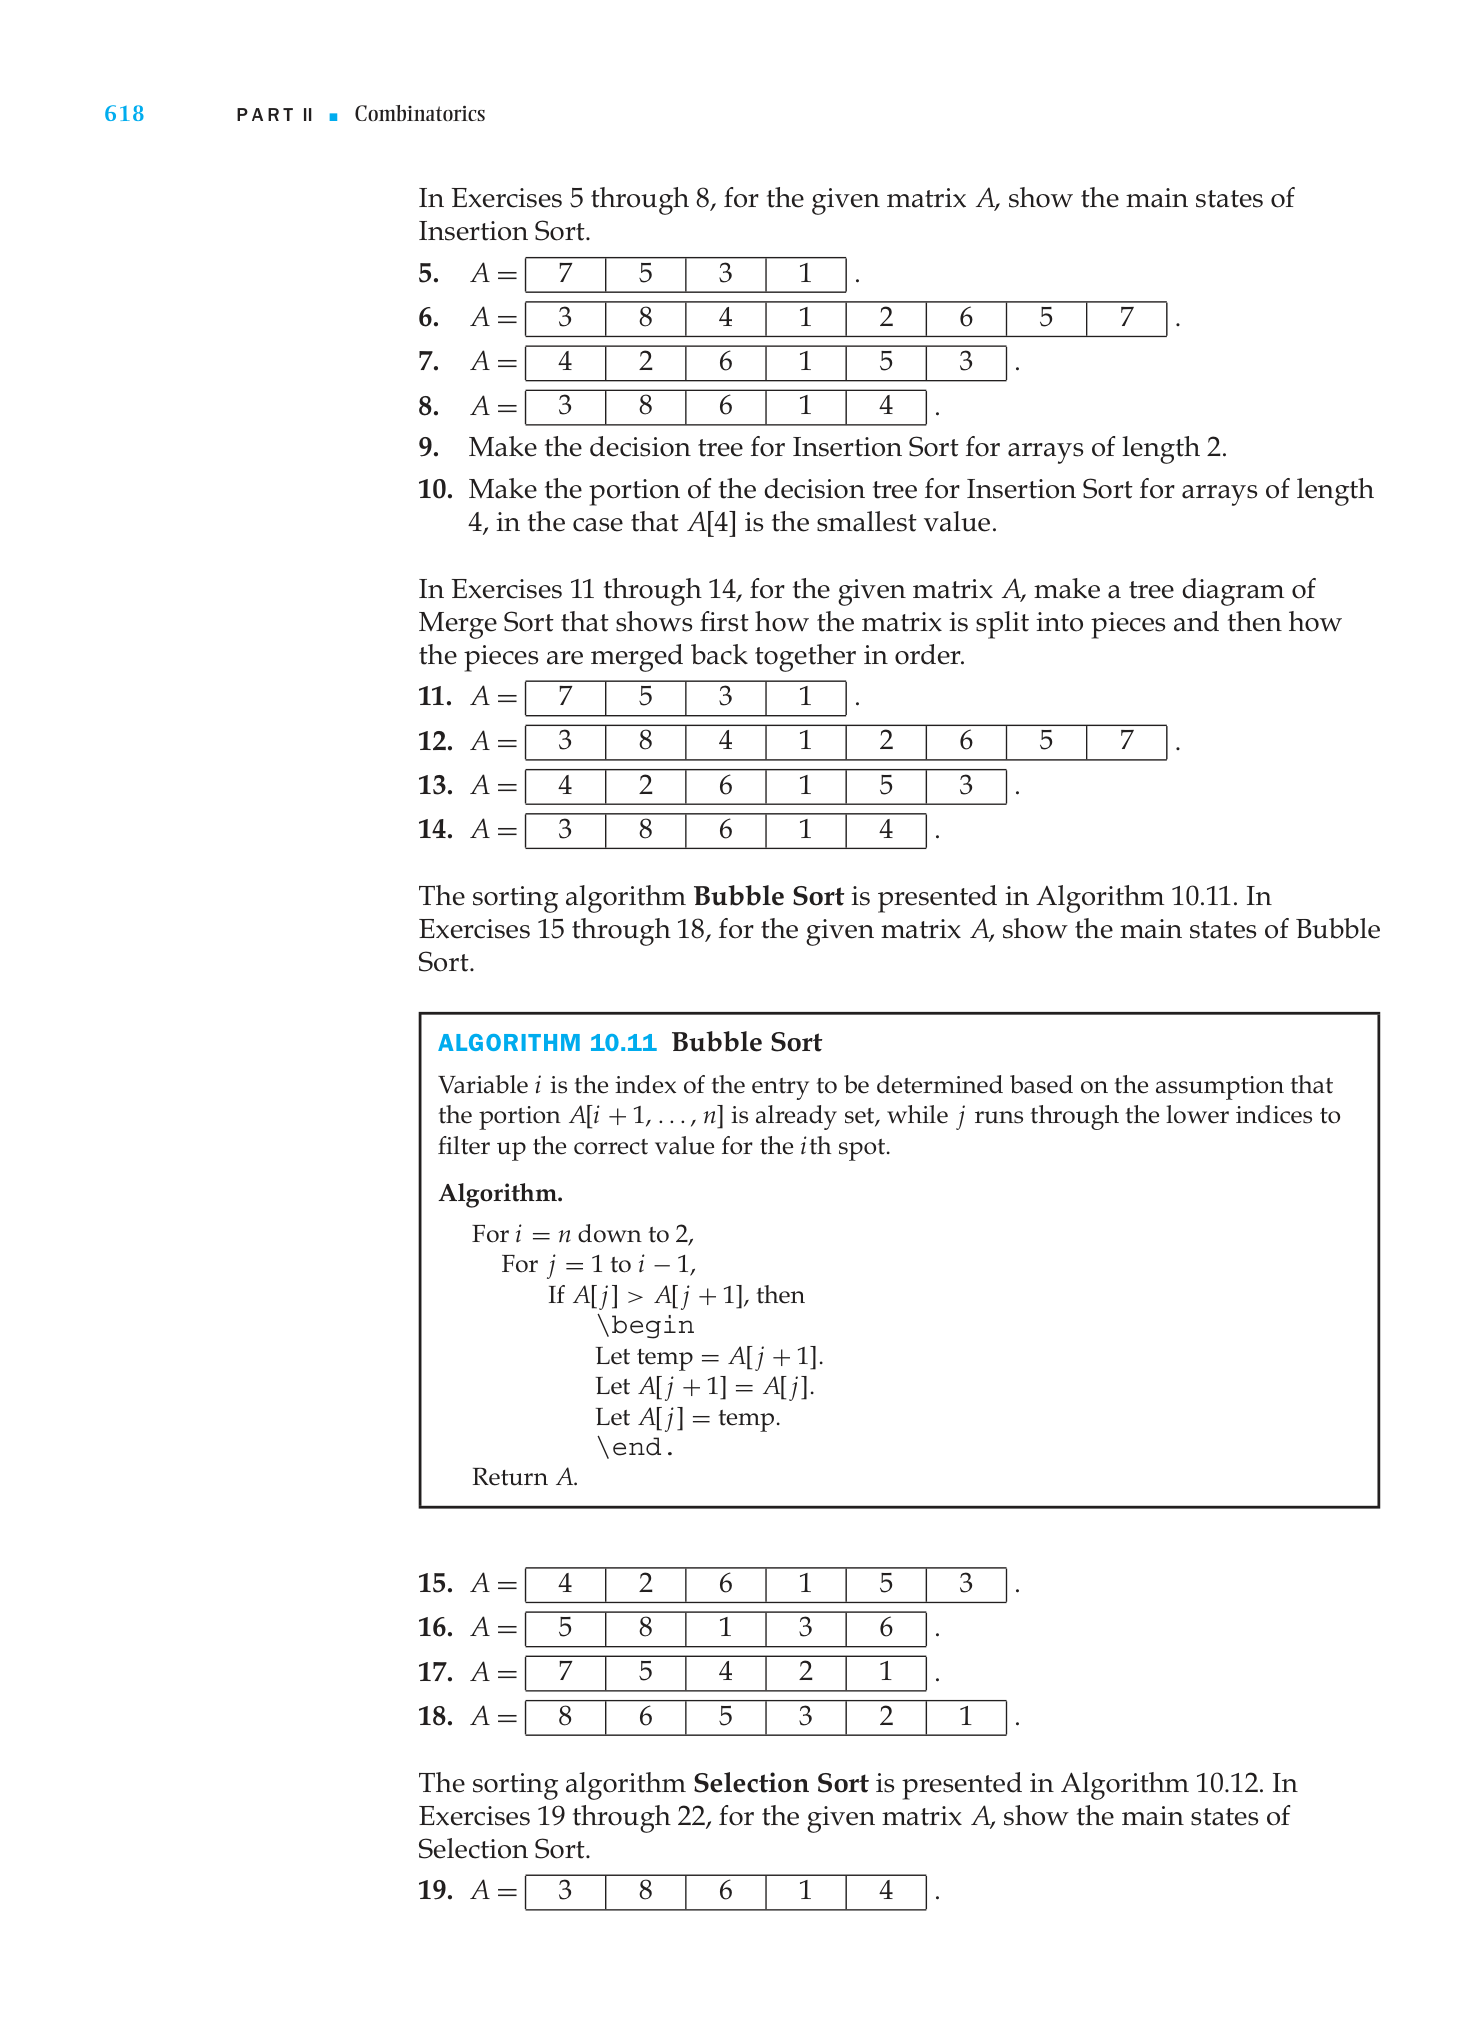 618 PART II ■ Combinatorics
In Exercises 5 through 8, for the given matrix A, show the main states of
Insertion Sort.
5. A = 7 5 3 1 .
6. A = 3 8 4 1 2 6 5 7 .
7. A = 4 2 6 1 5 3 .
8. A = 3 8 6 1 4 .
9. Make the decision tree for Insertion Sort for arrays of length 2.
10. Make the portion of the decision tree for Insertion Sort for arrays of length
4, in the case that A[4] is the smallest value.
In Exercises 11 through 14, for the given matrix A, make a tree diagram of
Merge Sort that shows first how the matrix is split into pieces and then how
the pieces are merged back together in order.
11. A = 7 5 3 1 .
12. A = 3 8 4 1 2 6 5 7 .
13. A = 4 2 6 1 5 3 .
14. A = 3 8 6 1 4 .
The sorting algorithm Bubble Sort is presented in Algorithm 10.11. In
Exercises 15 through 18, for the given matrix A, show the main states of Bubble
Sort.
ALGORITHM 10.11 Bubble Sort
Variable i is the index of the entry to be determined based on the assumption that
the portion A[i + 1, . . . , n] is already set, while j runs through the lower indices to
filter up the correct value for the ith spot.
Algorithm.
For i = n down to 2,
For j = 1 to i − 1,
If A[j] > A[j + 1], then
\begin
Let temp = A[j + 1].
Let A[j + 1] = A[j].
Let A[j] = temp.
\end.
Return A.
15. A = 4 2 6 1 5 3 .
16. A = 5 8 1 3 6 .
17. A = 7 5 4 2 1 .
18. A = 8 6 5 3 2 1 .
The sorting algorithm Selection Sort is presented in Algorithm 10.12. In
Exercises 19 through 22, for the given matrix A, show the main states of
Selection Sort.
19. A = 3 8 6 1 4 .